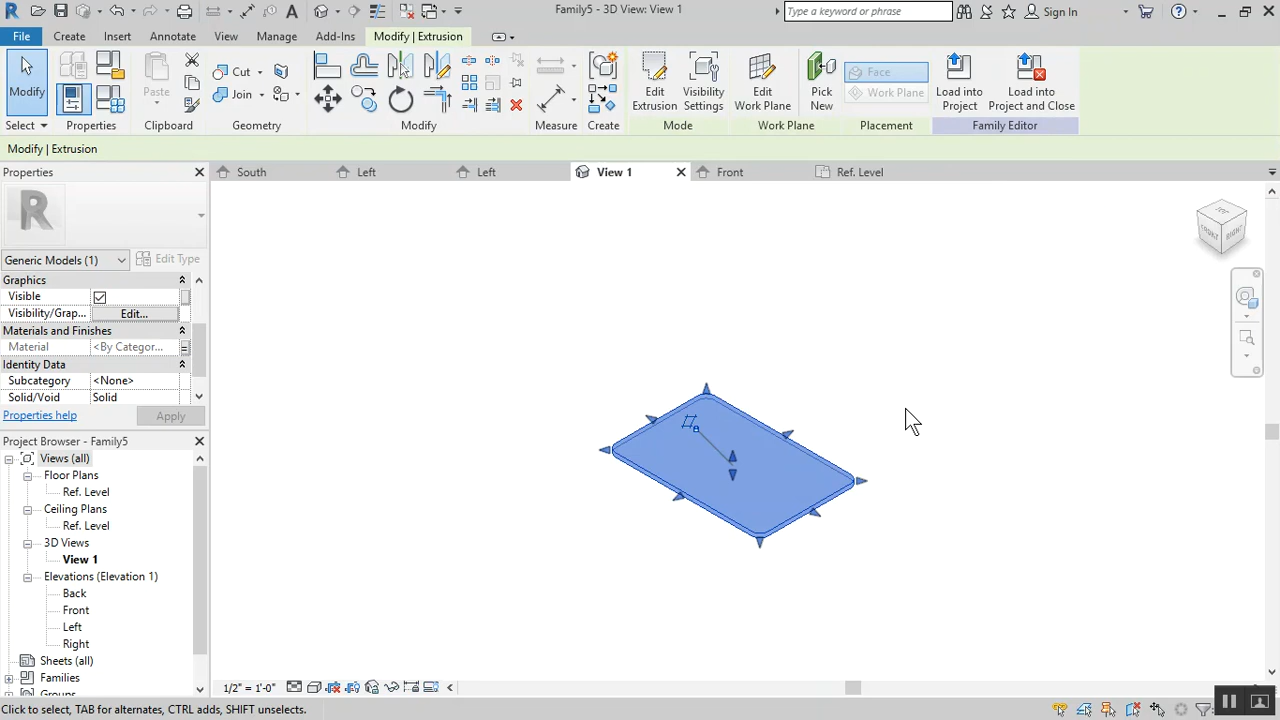 Family5 - 3D View: View 1
Type a keyword or phrase
Sign In
File Create Insert Annotate View Manage Add-Ins Modify | Extrusion
Modify
Paste
Cut
Join
Edit Extrusion
Visibility Settings
Edit Work Plane
Pick New
Face
Work Plane
Load into Project
Load into Project and Close
Select Properties Clipboard Geometry Modify Measure Create Mode Work Plane Placement Family Editor
Modify | Extrusion
Properties
South Left Left View 1 Front Ref. Level
R
Generic Models (1) Edit Type
Graphics
Visible
Visibility/Grap... Edit...
Materials and Finishes
Material <By Categor...
Identity Data
Subcategory <None>
Solid/Void Solid
Properties help Apply
Project Browser - Family5
Views (all)
Floor Plans
Ref. Level
Ceiling Plans
Ref. Level
3D Views
View 1
Elevations (Elevation 1)
Back
Front
Left
Right
Sheets (all)
Families
Groups
FRONT
RIGHT
1/2" = 1'-0"
Click to select, TAB for alternates, CTRL adds, SHIFT unselects.